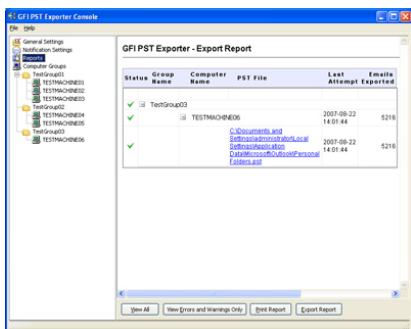 GFI PST Exporter Console
File Help
General Settings
Notification Settings
Reports
Computer Groups
TestGroup01
TESTMACHINE01
TESTMACHINE02
TESTMACHINE03
TestGroup02
TESTMACHINE04
TESTMACHINE05
TestGroup03
TESTMACHINE06
GFI PST Exporter - Export Report
Status Group Name Computer Name PST File Last Attempt Emails Exported
TestGroup03
TESTMACHINE06 2007-08-22 14:01:44 5216
C:\Documents and
Settings\administrator\Local
Settings\Application
Data\Microsoft\Outlook\Personal
Folders.pst
2007-08-22 14:01:44 5216
View All View Errors and Warnings Only Print Report Export Report